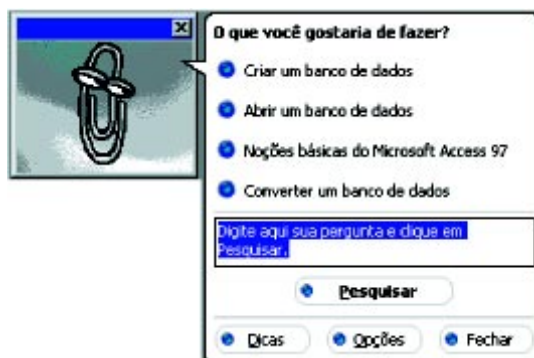 O que você gostaria de fazer?
Criar um banco de dados
Abrir um banco de dados
Noções básicas do Microsoft Access 97
Converter um banco de dados
Digite aqui sua pergunta e clique em
Pesquisar.
Pesquisar
Dicas Opções Fechar